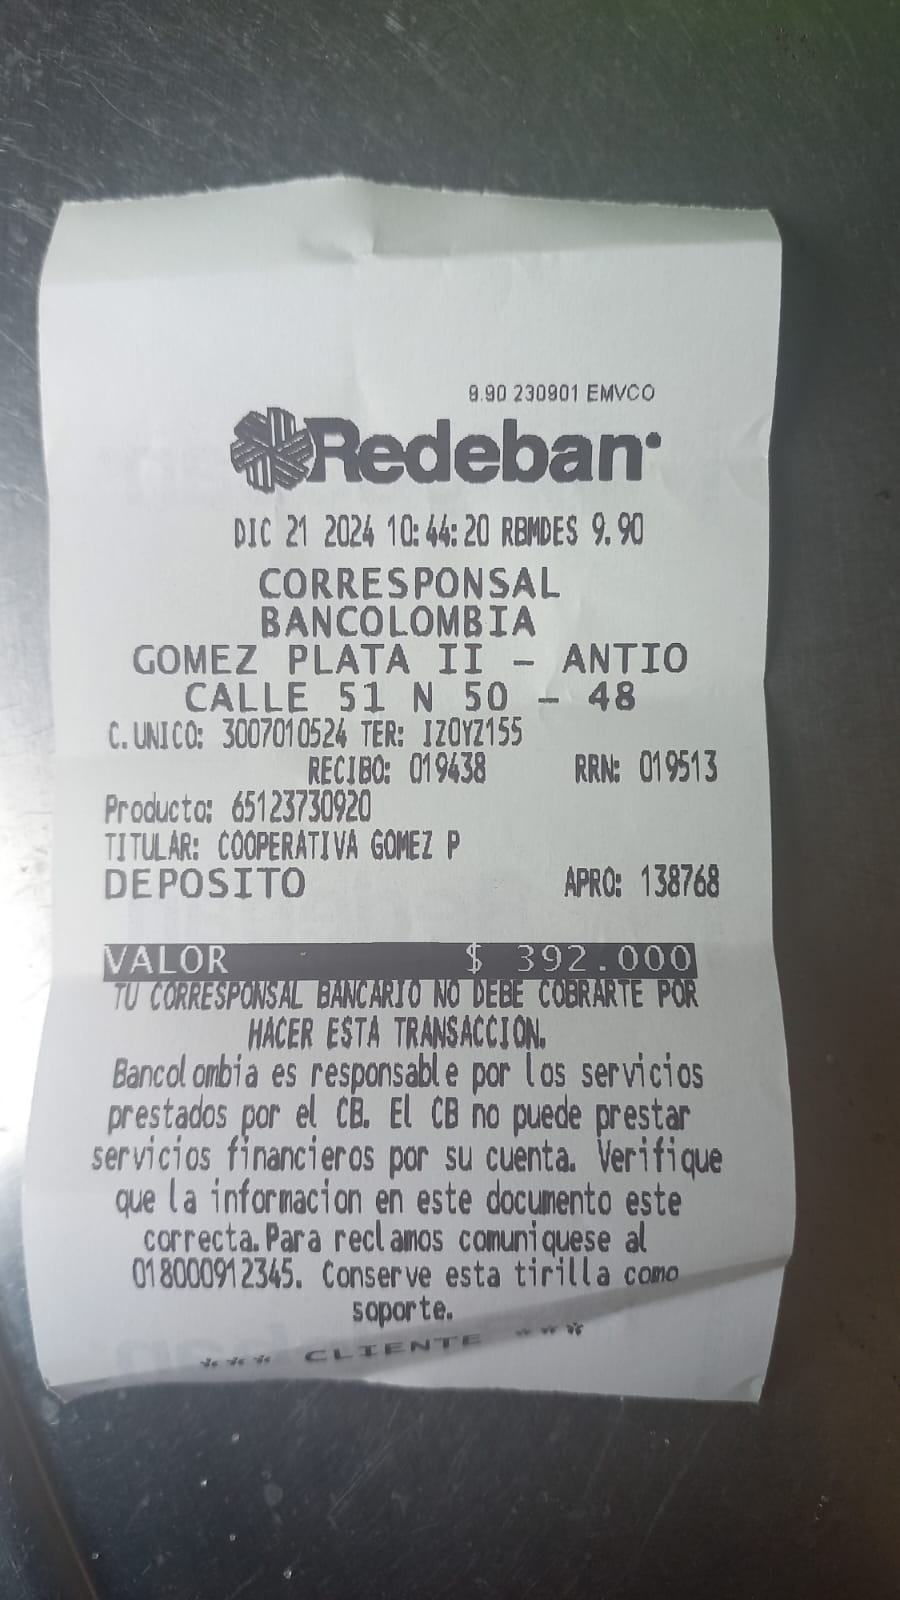 9.90 230901 EMVCO
Redeban
DIC 21 2024 10:44:20 RBMDES 9.90
CORRESPONSAL
BANCOLOMBIA
GOMEZ PLATA II - ANTIO
CALLE 51 N 50 - 48
C.UNICO: 3007010524 TER: IZOYZ155
RECIBO: 019438 RRN: 019513
Producto: 65123730920
TITULAR: COOPERATIVA GOMEZ P
DEPOSITO APRO: 138768
VALOR $ 392.000
TU CORRESPONSAL BANCARIO NO DEBE COBRARTE POR
HACER ESTA TRANSACCION.
Bancolombia es responsable por los servicios
prestados por el CB. El CB no puede prestar
servicios financieros por su cuenta. Verifique
que la informacion en este documento este
correcta.Para reclamos comuniquese al
018000912345. Conserve esta tirilla como
soporte.
*** CLIENTE ***